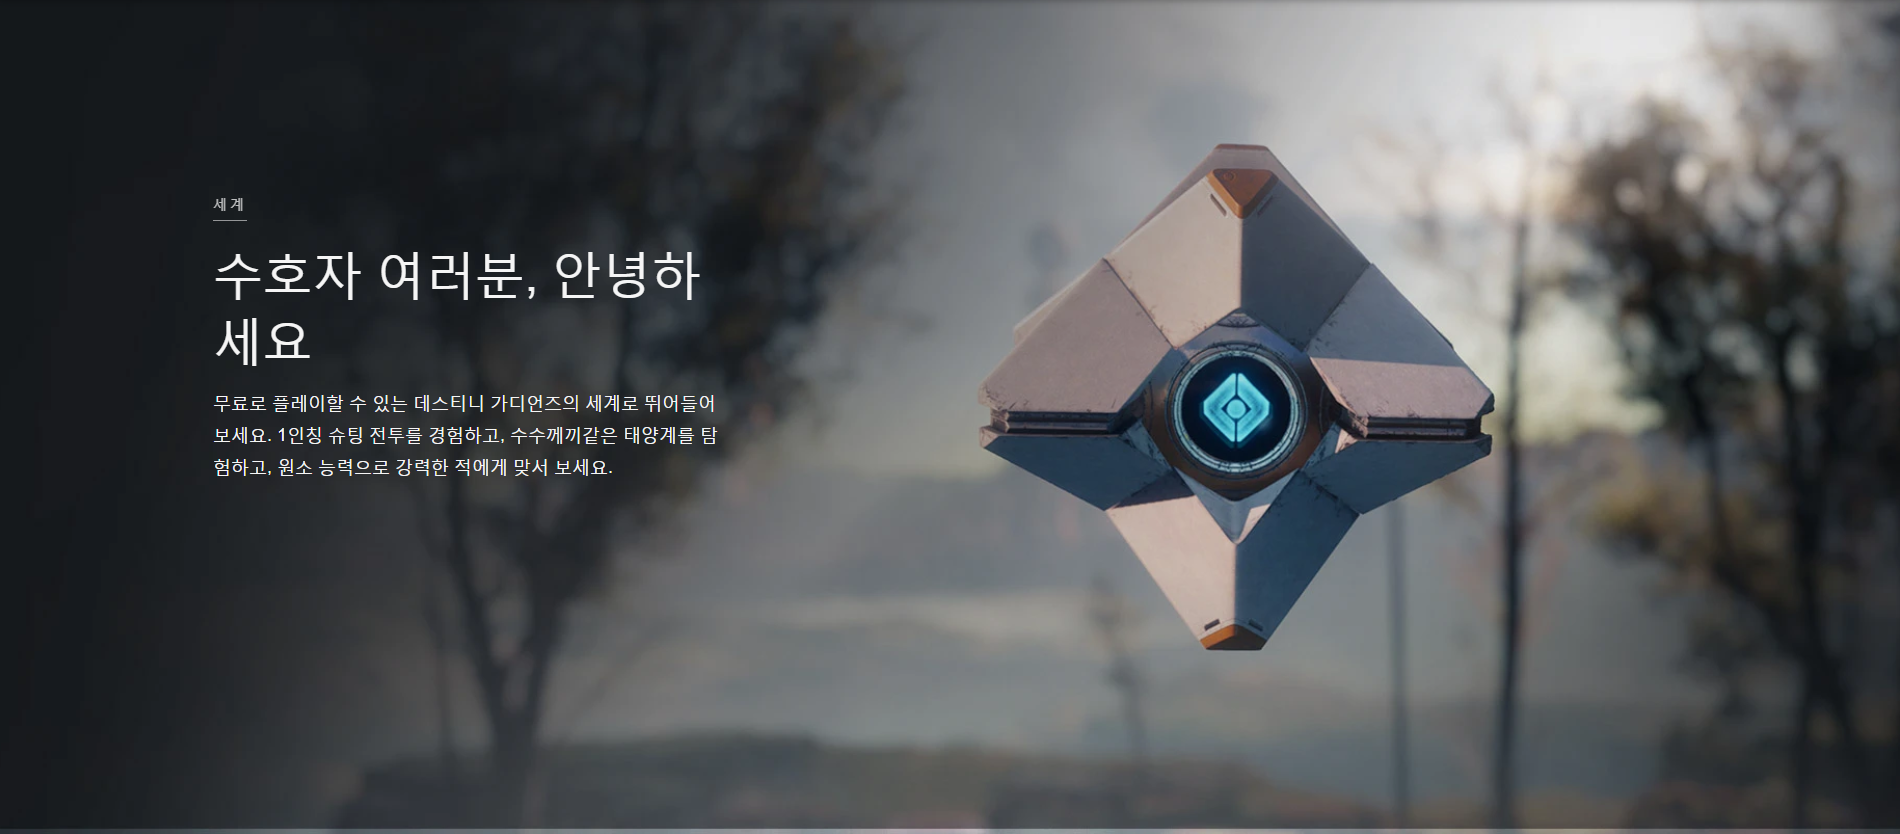 세계
수호자 여러분, 안녕하
세요
무료로 플레이할 수 있는 데스티니 가디언즈의 세계로 뛰어들어
보세요. 1인칭 슈팅 전투를 경험하고, 수수께끼같은 태양계를 탐
험하고, 원소 능력으로 강력한 적에게 맞서 보세요.